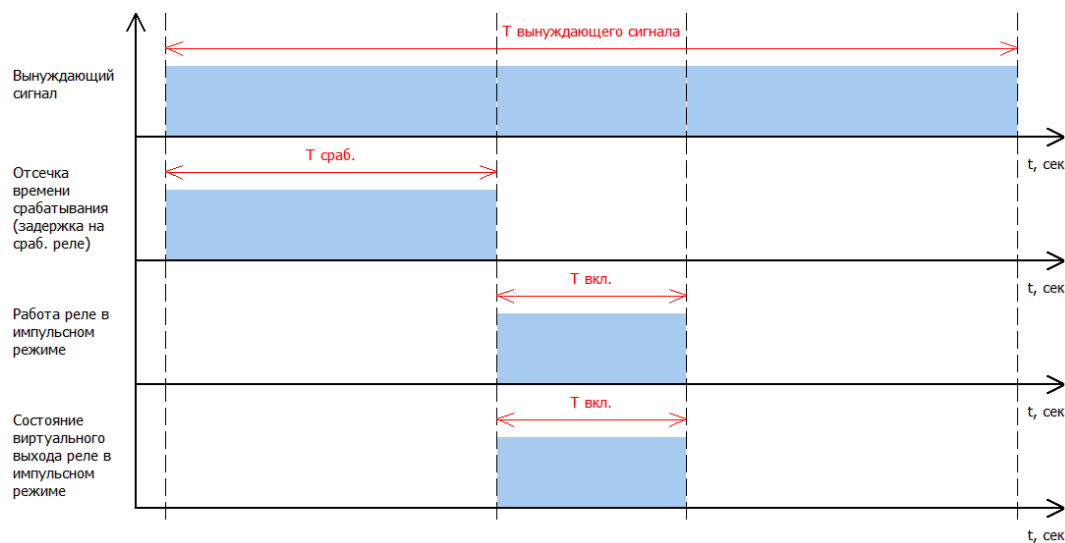 T вынуждающего сигнала
Вынуждающий
сигнал
t, сек
T сраб.
Отсечка
времени
срабатывания
(задержка на
сраб. реле)
t, сек
T вкл.
Работа реле в
импульсном
режиме
t, сек
T вкл.
Состояние
виртуального
выхода реле в
импульсном
режиме
t, сек